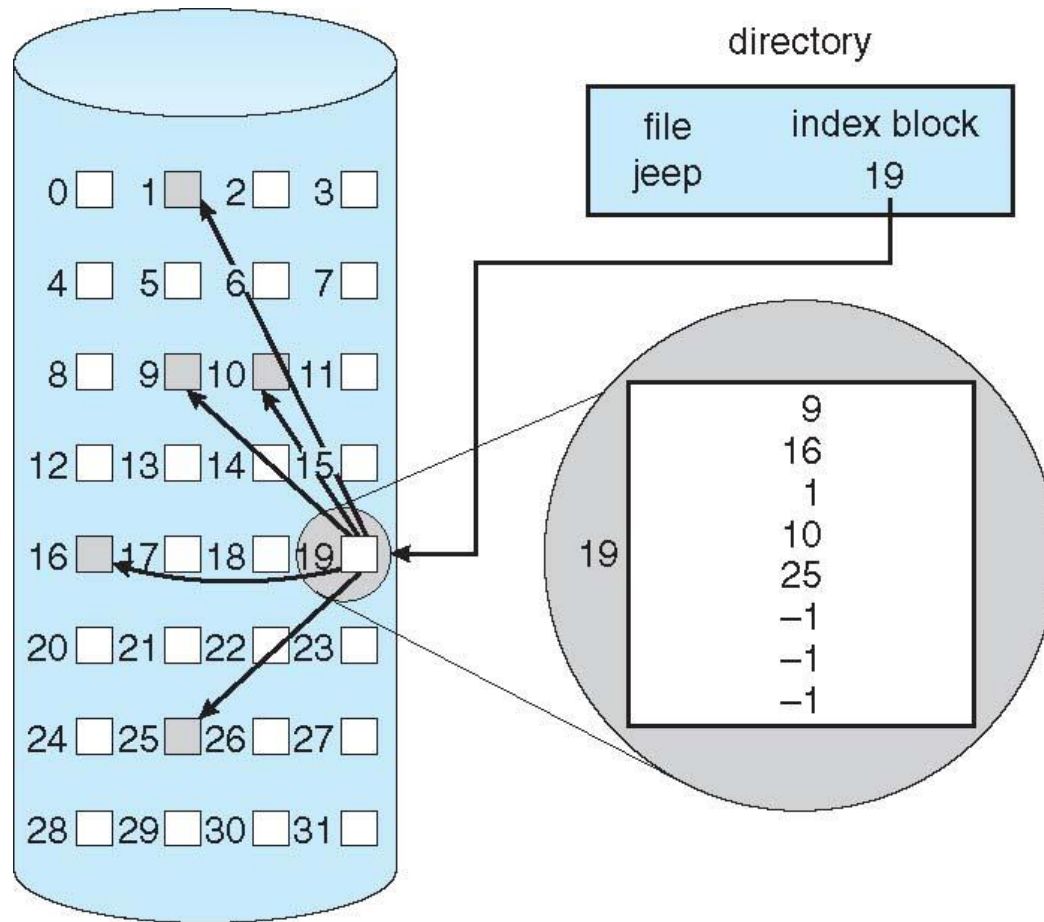 directory
file index block
jeep 19
0 1 2 3
4 5 6 7
8 9 10 11
12 13 14 15
16 17 18 19
20 21 22 23
24 25 26 27
28 29 30 31
19
9
16
1
10
25
–1
–1
–1